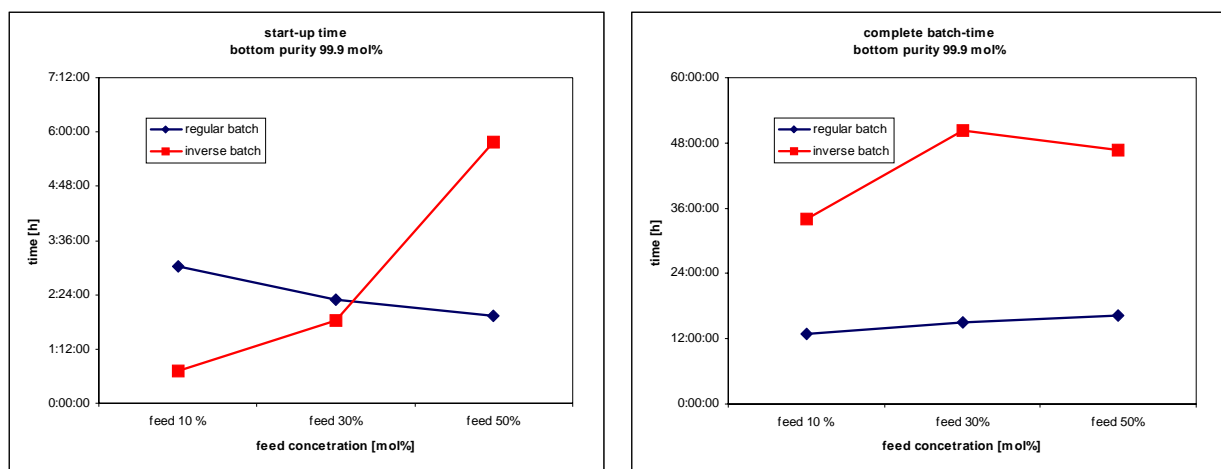 start-up time
bottom purity 99.9 mol%
7:12:00
6:00:00
4:48:00
3:36:00
2:24:00
1:12:00
0:00:00
time [h]
regular batch
inverse batch
feed 10 %
feed 30%
feed 50%
feed concetration [mol%]
complete batch-time
bottom purity 99.9 mol%
60:00:00
48:00:00
36:00:00
24:00:00
12:00:00
0:00:00
time [h]
regular batch
inverse batch
feed 10 %
feed 30%
feed 50%
feed concetration [mol%]